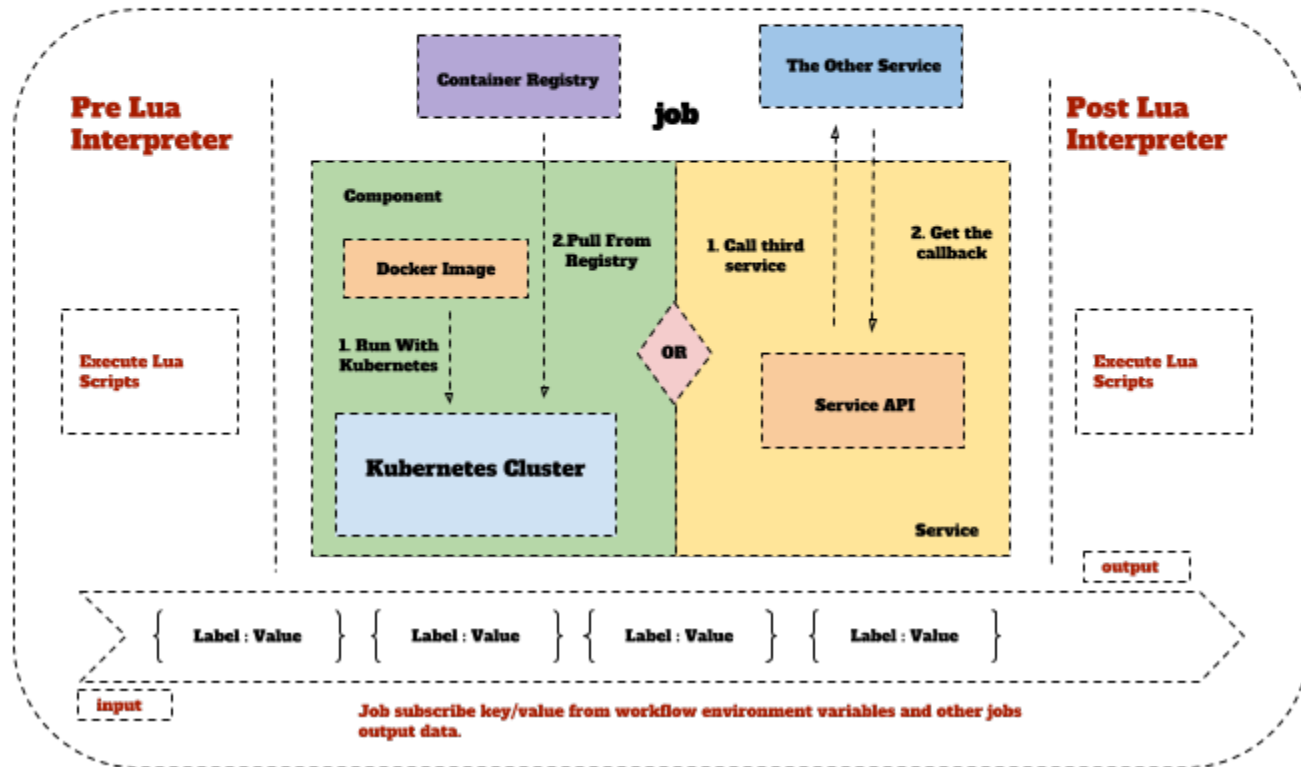 Container Registry
The Other Service
job
Pre Lua
Interpreter
Post Lua
Interpreter
Component
Docker Image
2.Pull From
Registry
1. Run With
Kubernetes
Kubernetes Cluster
OR
1. Call third
service
2. Get the
callback
Service API
Service
Execute Lua
Scripts
Execute Lua
Scripts
output
{ Label : Value }
{ Label : Value }
{ Label : Value }
{ Label : Value }
input
Job subscribe key/value from workflow environment variables and other jobs
output data.